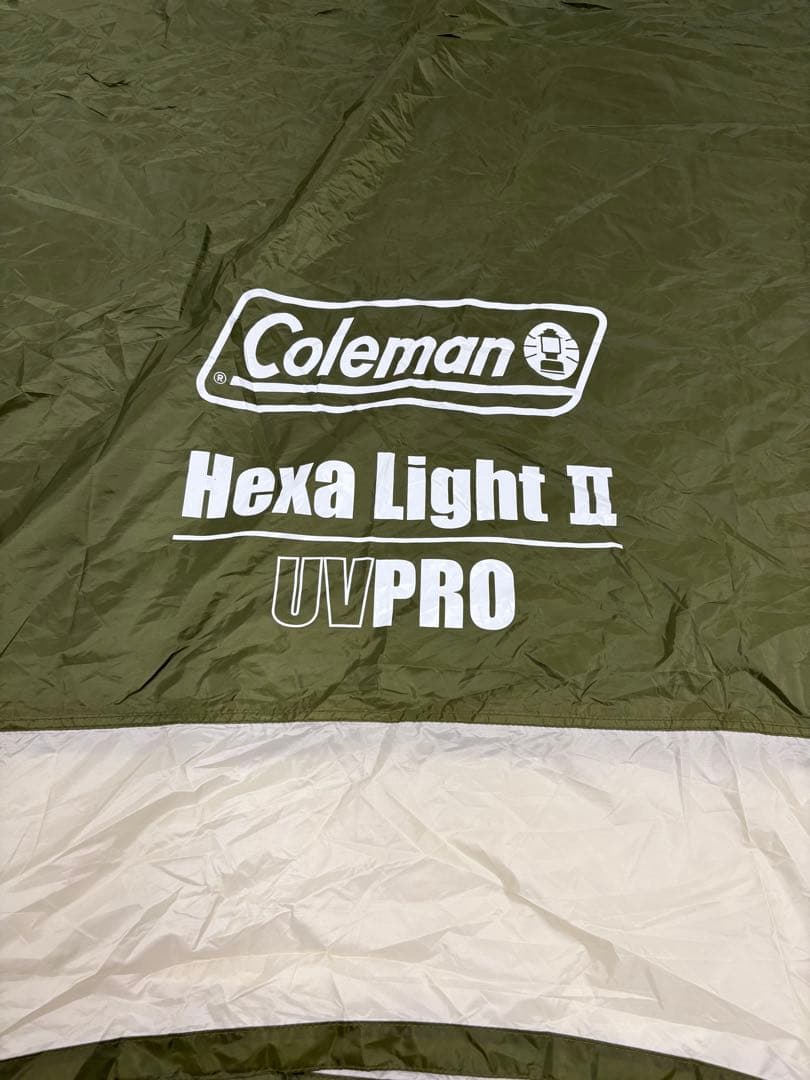 Coleman
®
Hexa Light II
UVPRO